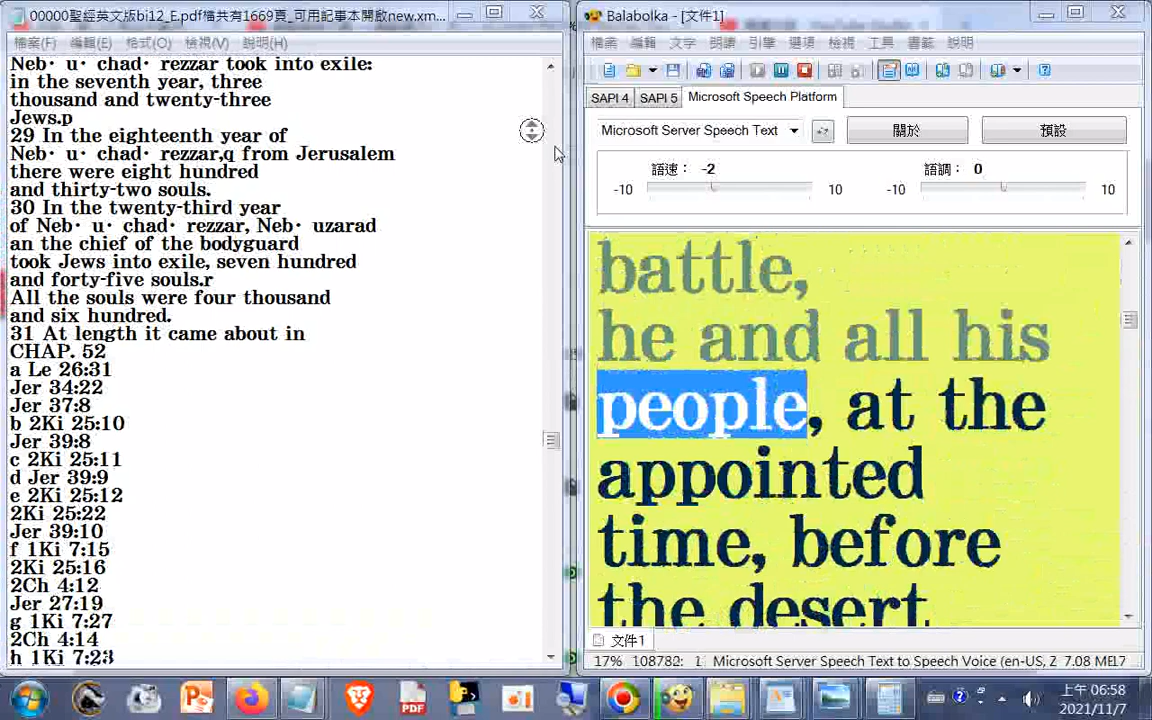 00000聖經英文版bi12_E.pdf檔共有1669頁_可用記事本開啟new.xm...
檔案(F) 編輯(E) 格式(O) 檢視(V) 說明(H)
Neb· u· chad· rezzar took into exile:
in the seventh year, three
thousand and twenty-three
Jews.p
29 In the eighteenth year of
Neb· u· chad· rezzar,q from Jerusalem
there were eight hundred
and thirty-two souls.
30 In the twenty-third year
of Neb· u· chad· rezzar, Neb· uzarad
an the chief of the bodyguard
took Jews into exile, seven hundred
and forty-five souls.r
All the souls were four thousand
and six hundred.
31 At length it came about in
CHAP. 52
a Le 26:31
Jer 34:22
Jer 37:8
b 2Ki 25:10
Jer 39:8
c 2Ki 25:11
d Jer 39:9
e 2Ki 25:12
2Ki 25:22
Jer 39:10
f 1Ki 7:15
2Ki 25:16
2Ch 4:12
Jer 27:19
g 1Ki 7:27
2Ch 4:14
h 1Ki 7:23
Balabolka - [文件1]
檔案 編輯 文字 朗讀 引擎 選項 檢視 工具 書籤 說明
SAPI 4 SAPI 5 Microsoft Speech Platform
Microsoft Server Speech Text 關於 預設
語速： -2 語調： 0
-10 10 -10 10
battle,
he and all his
people, at the
appointed
time, before
the desert
文件1
17% 108782: 1 Microsoft Server Speech Text to Speech Voice (en-US, Z 7.08 ME17
PDF
上午 06:58
2021/11/7